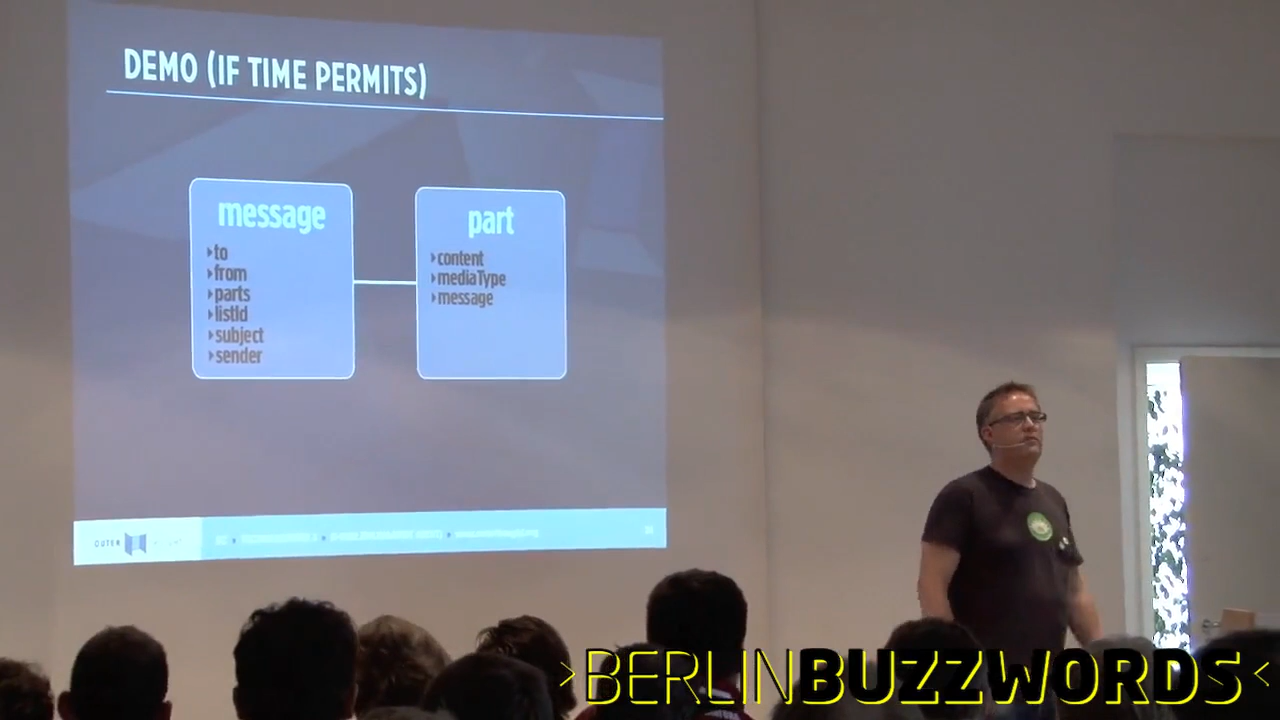 DEMO (IF TIME PERMITS)
message
▸to
▸from
▸parts
▸listId
▸subject
▸sender
part
▸content
▸mediaType
▸message
OUTER
>BERLINBUZZWORDS<